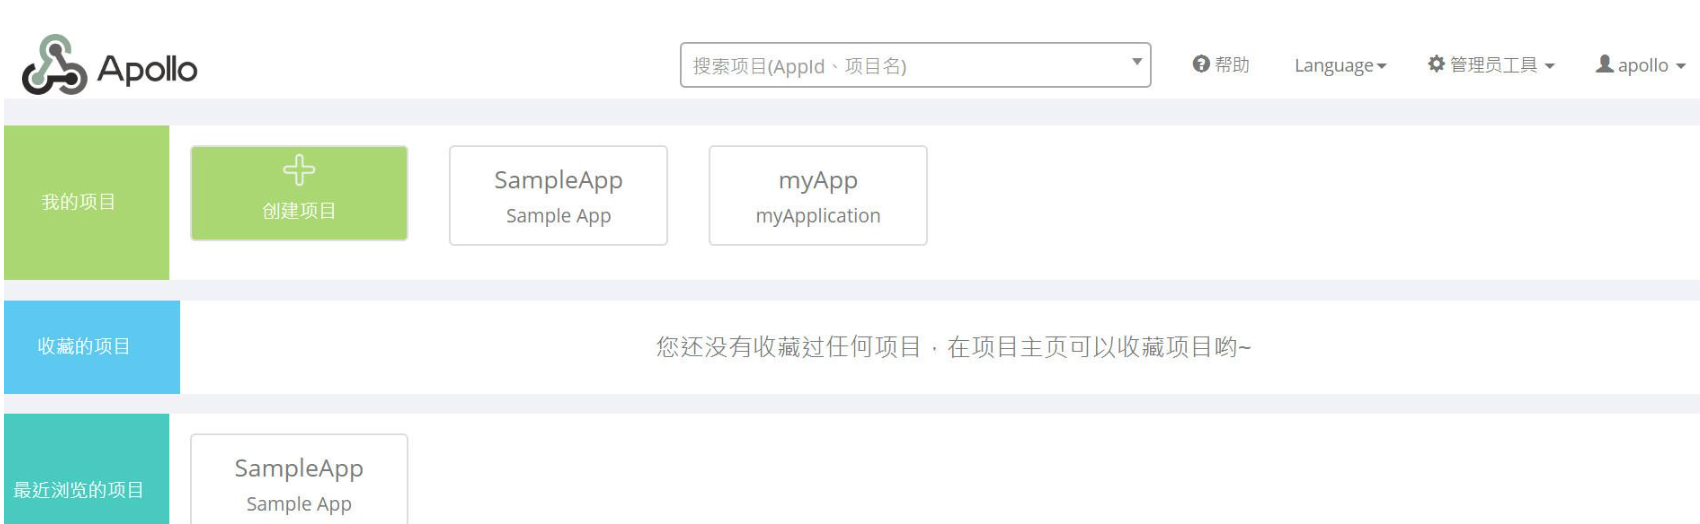 Apollo
搜索项目(AppId、项目名)
帮助
Language
管理员工具
apollo
我的项目
创建项目
SampleApp
Sample App
myApp
myApplication
收藏的项目
您还没有收藏过任何项目，在项目主页可以收藏项目哟~
最近浏览的项目
SampleApp
Sample App